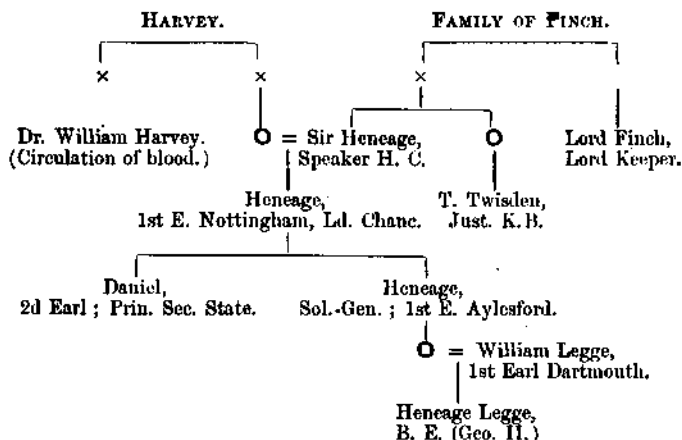 HARVEY. FAMILY OF FINCH.
× × ×
Dr. William Harvey. O = Sir Heneage, O Lord Finch,
(Circulation of blood.) Speaker H. C. Lord Keeper.
Heneage, T. Twisden,
1st E. Nottingham, Ld. Chanc. Just. K.B.
Daniel, Heneage,
2d Earl ; Prin. Sec. State. Sol.-Gen. ; 1st E. Aylesford.
O = William Legge,
1st Earl Dartmouth.
Heneage Legge,
B. E. (Geo. II.)